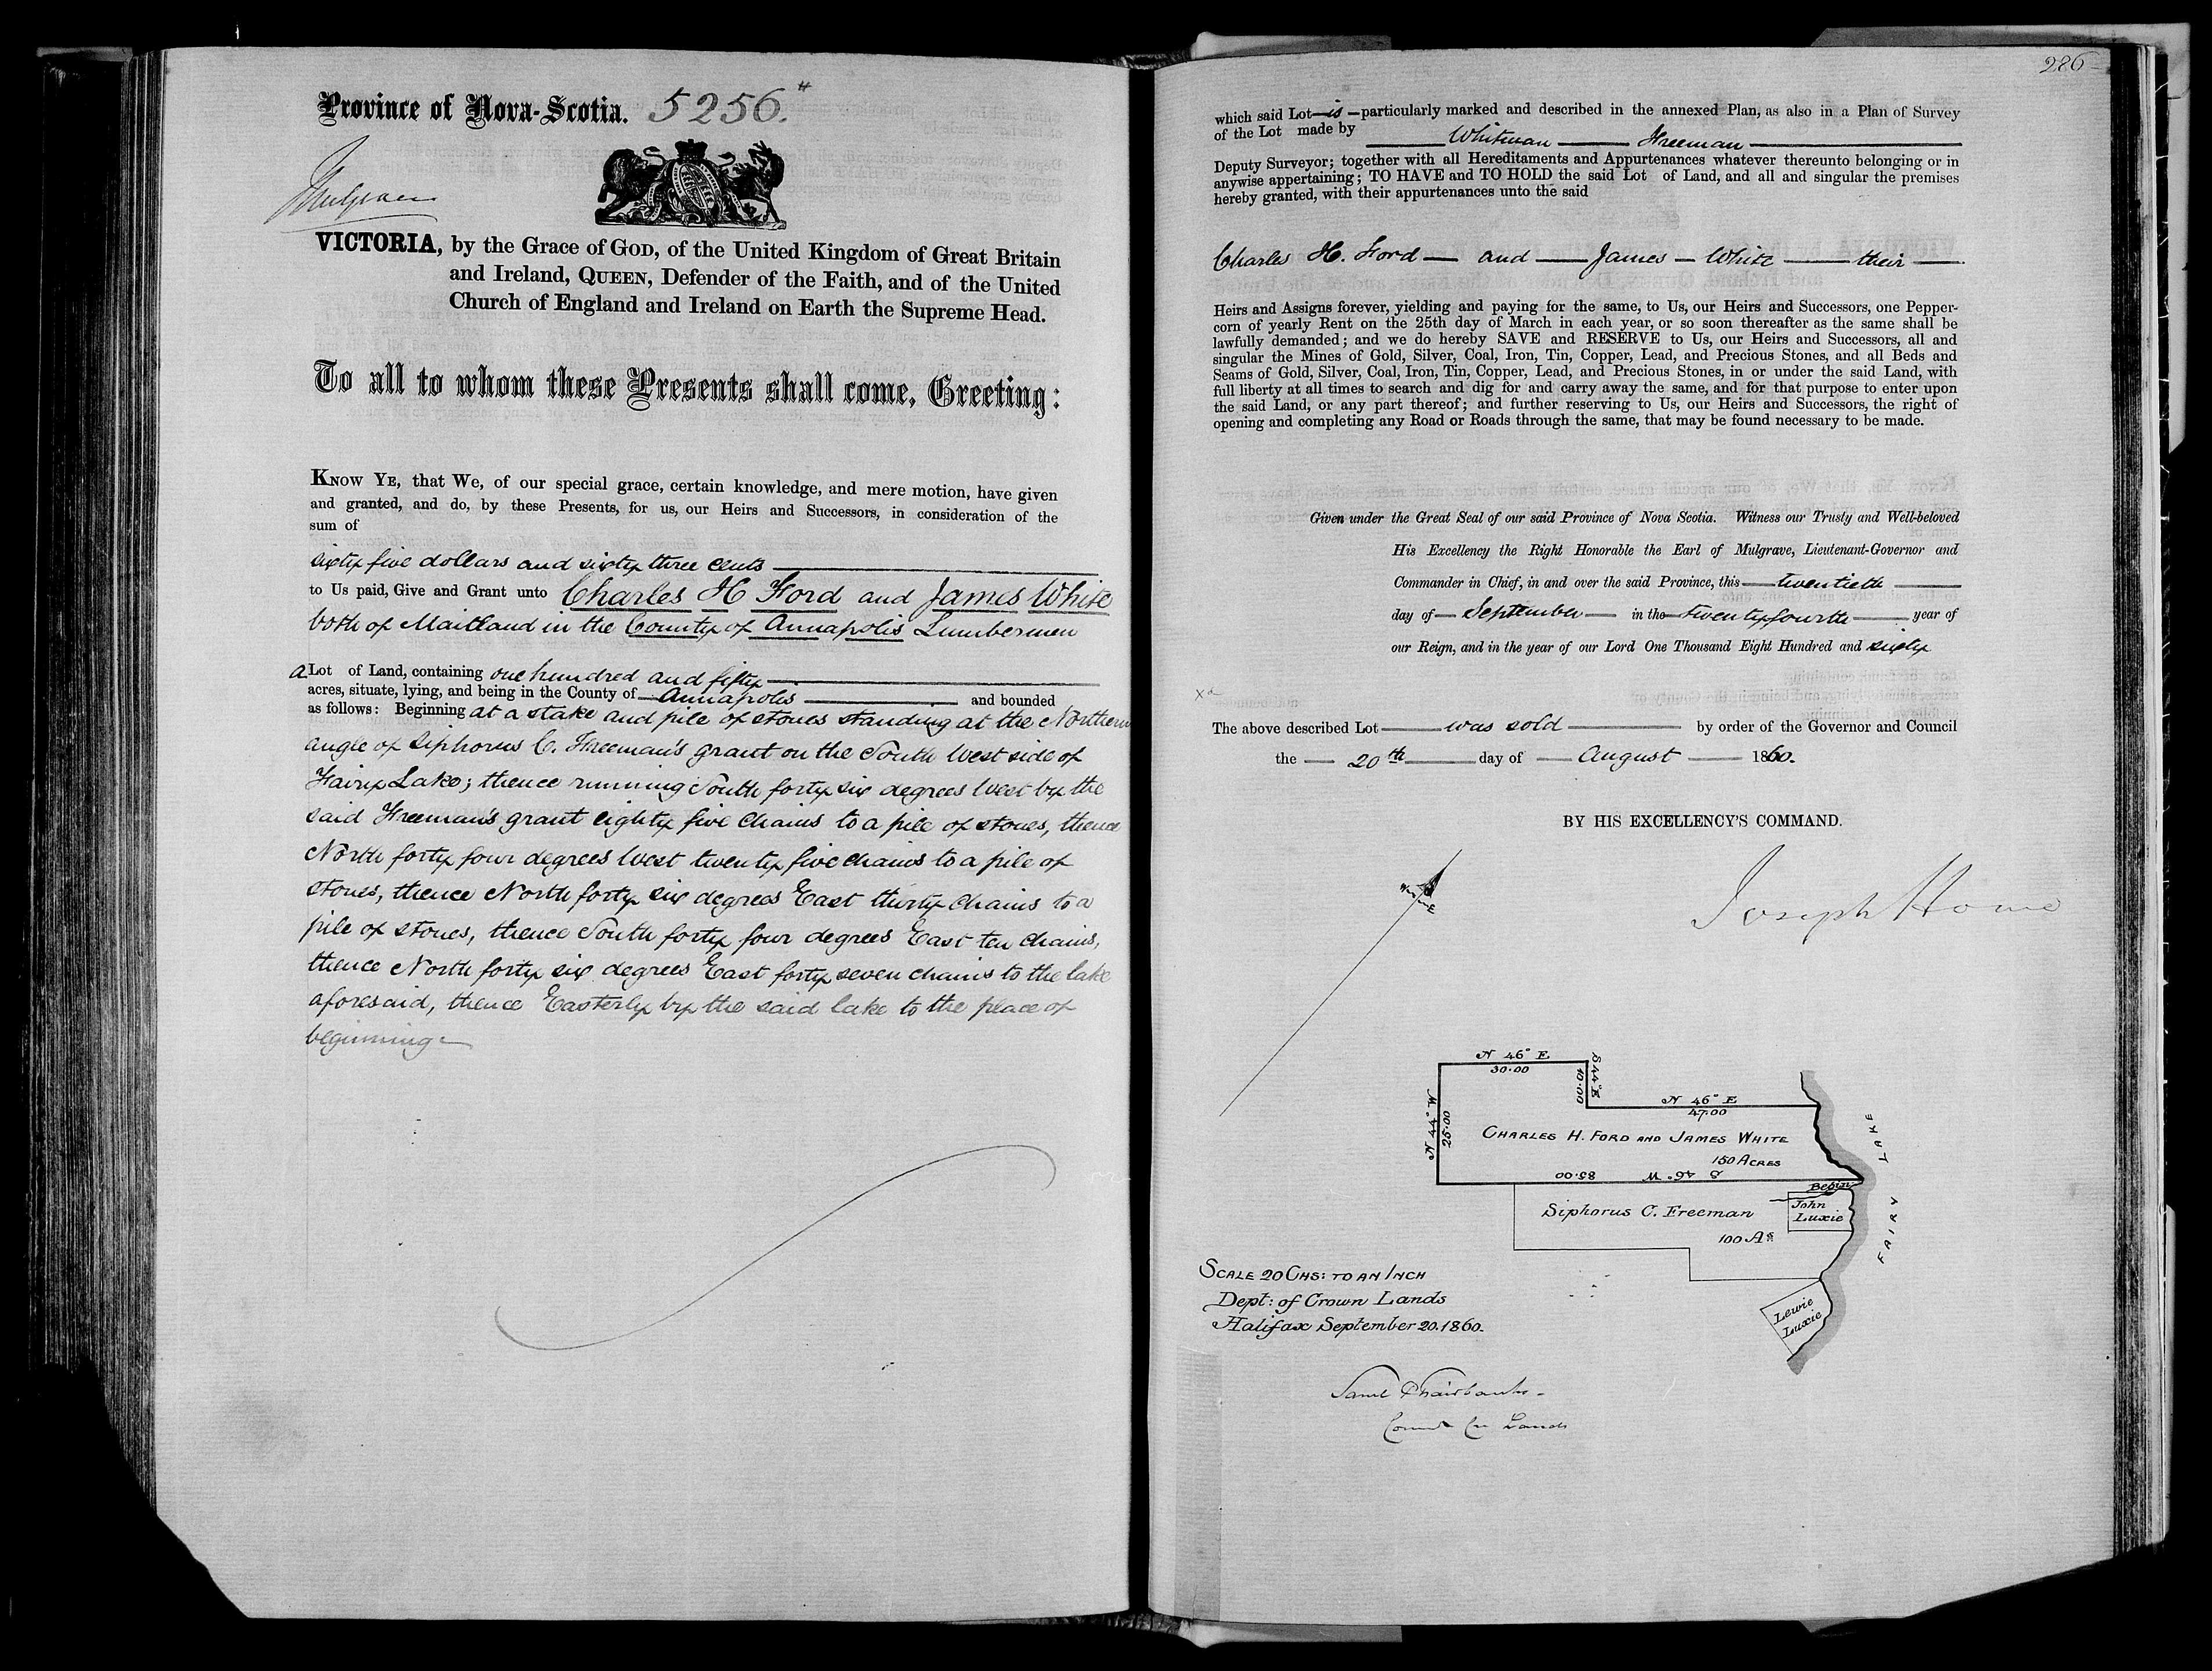 Province of Nova-Scotia. 5256.
Mulgrave
VICTORIA, by the Grace of GOD, of the United Kingdom of Great Britain
and Ireland, QUEEN, Defender of the Faith, and of the United
Church of England and Ireland on Earth the Supreme Head.
To all to whom these Presents shall come, Greeting:
KNOW YE, that We, of our special grace, certain knowledge, and mere motion, have given
and granted, and do, by these Presents, for us, our Heirs and Successors, in consideration of the
sum of
sixty five dollars and sixty three cents
to Us paid, Give and Grant unto Charles H Ford and James White
both of Maitland in the County of Annapolis Lumbermen
a Lot of Land, containing one hundred and fifty
acres, situate, lying, and being in the County of Annapolis and bounded
as follows: Beginning at a stake and pile of stones standing at the Northern
angle of Siphorus C. Freeman's grant on the South West side of
Fairy Lake; thence running South forty six degrees West by the
said Freeman's grant eighty five chains to a pile of stones, thence
North forty four degrees West twenty five chains to a pile of
stones, thence North forty six degrees East thirty chains to a
pile of stones, thence South forty four degrees East ten chains,
thence North forty six degrees East forty seven chains to the lake
aforesaid, thence Easterly by the said lake to the place of
beginning
286
which said Lot is particularly marked and described in the annexed Plan, as also in a Plan of Survey
of the Lot made by
Whitman Freeman
Deputy Surveyor; together with all Hereditaments and Appurtenances whatever thereunto belonging or in
anywise appertaining; TO HAVE and TO HOLD the said Lot of Land, and all and singular the premises
hereby granted, with their appurtenances unto the said
Charles H. Ford and James White their
Heirs and Assigns forever, yielding and paying for the same, to Us, our Heirs and Successors, one Pepper-
corn of yearly Rent on the 25th day of March in each year, or so soon thereafter as the same shall be
lawfully demanded; and we do hereby SAVE and RESERVE to Us, our Heirs and Successors, all and
singular the Mines of Gold, Silver, Coal, Iron, Tin, Copper, Lead, and Precious Stones, and all Beds and
Seams of Gold, Silver, Coal, Iron, Tin, Copper, Lead, and Precious Stones, in or under the said Land, with
full liberty at all times to search and dig for and carry away the same, and for that purpose to enter upon
the said Land, or any part thereof; and further reserving to Us, our Heirs and Successors, the right of
opening and completing any Road or Roads through the same, that may be found necessary to be made.
Given under the Great Seal of our said Province of Nova Scotia. Witness our Trusty and Well-beloved
His Excellency the Right Honorable the Earl of Mulgrave, Lieutenant-Governor and
Commander in Chief, in and over the said Province, this twentieth
day of September in the twenty fourth year of
our Reign, and in the year of our Lord One Thousand Eight Hundred and sixty
The above described Lot was sold by order of the Governor and Council
the 20th day of August 1860.
BY HIS EXCELLENCY'S COMMAND.
Joseph Howe
N 46° E
30.00
S 44° E
10.00
N 46° E
47.00
N 44° W
25.00
CHARLES H. FORD AND JAMES WHITE
150 ACRES
S 46° W
85.00
Begin
John
Luxie
Siphorus C. Freeman
100 As
FAIRY LAKE
Lewie
Luxie
SCALE 20 CHS: TO AN INCH
Dept: of Crown Lands
Halifax September 20. 1860.
Saml P Fairbanks
Comr Cn Lands